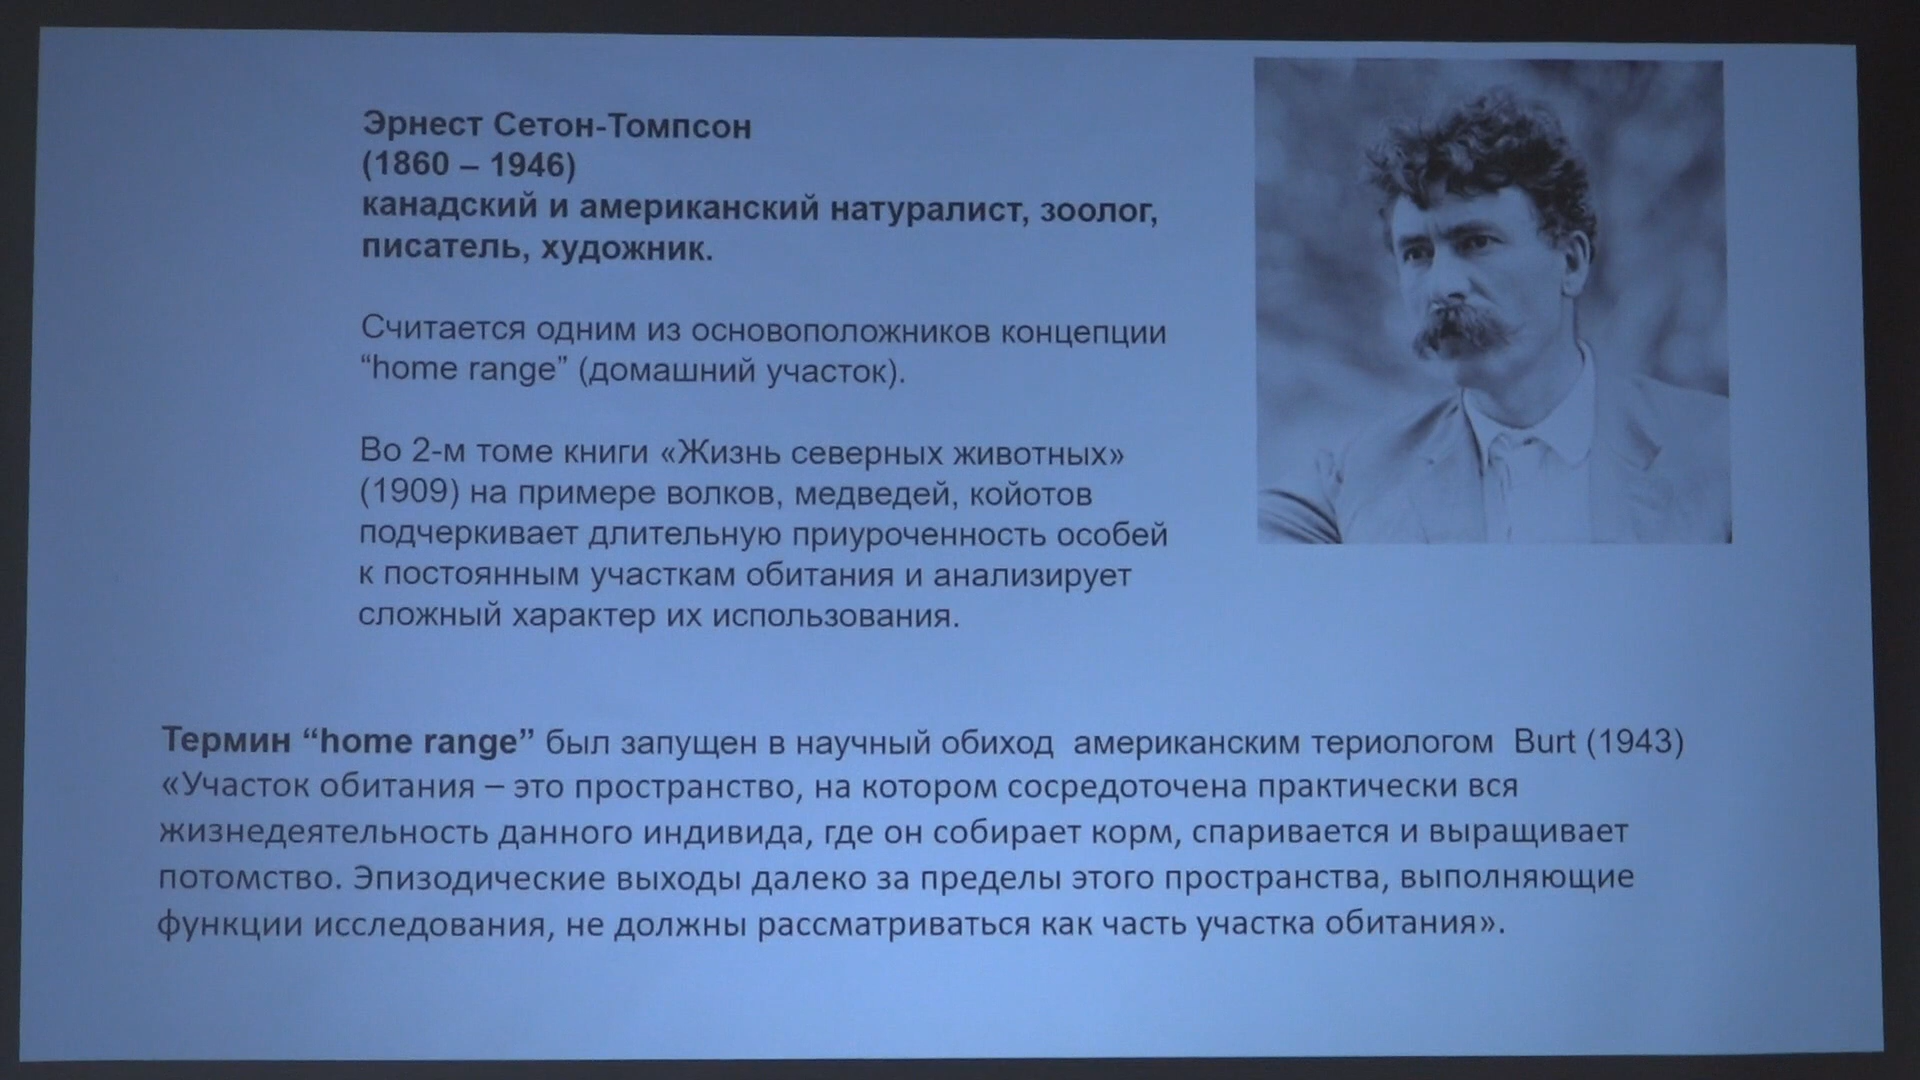 Эрнест Сетон-Томпсон
(1860 – 1946)
канадский и американский натуралист, зоолог,
писатель, художник.
Считается одним из основоположников концепции
“home range” (домашний участок).
Во 2-м томе книги «Жизнь северных животных»
(1909) на примере волков, медведей, койотов
подчеркивает длительную приуроченность особей
к постоянным участкам обитания и анализирует
сложный характер их использования.
Термин “home range” был запущен в научный обиход  американским териологом  Burt (1943)
«Участок обитания – это пространство, на котором сосредоточена практически вся
жизнедеятельность данного индивида, где он собирает корм, спаривается и выращивает
потомство. Эпизодические выходы далеко за пределы этого пространства, выполняющие
функции исследования, не должны рассматриваться как часть участка обитания».